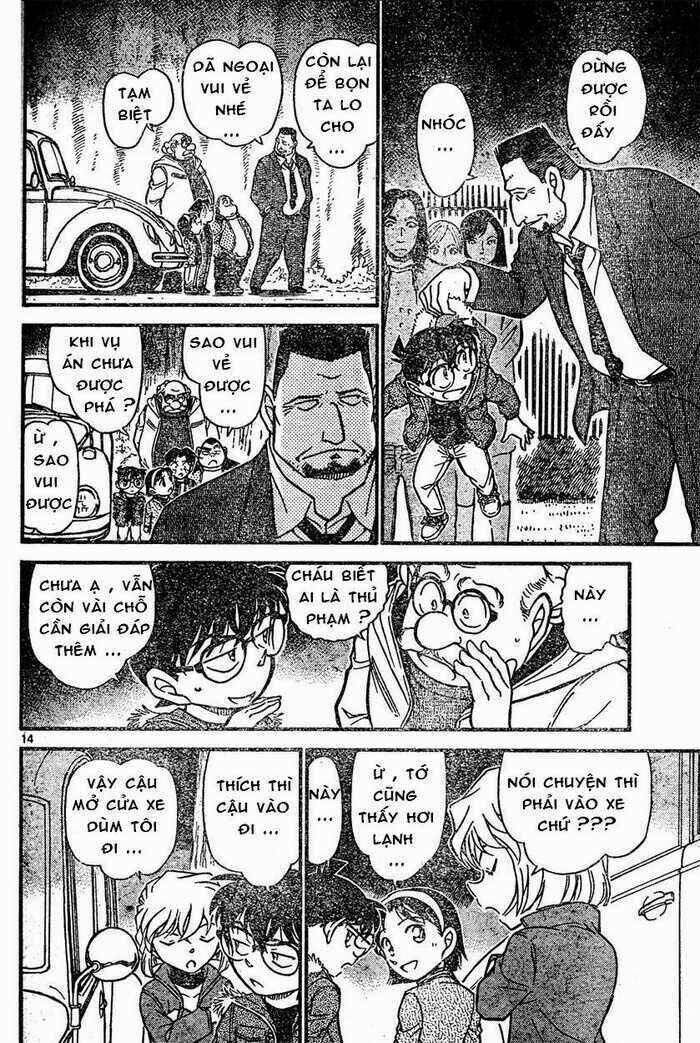 DỪNG
ĐƯỢC
RỒI
ĐẤY
NHÓC
...
CÒN LẠI
ĐỂ BỌN
TA LO
CHO ...
DÃ NGOẠI
VUI VẺ
NHÉ
...
TẠM
BIỆT
SAO VUI
VẺ
ĐƯỢC
...
KHI VỤ
ÁN CHƯA
ĐƯỢC
PHÁ ?
Ừ ,
SAO
VUI
ĐƯỢC
NÀY
...
CHÁU BIẾT
AI LÀ THỦ
PHẠM ?
CHƯA Ạ , VẪN
CÒN VÀI CHỖ
CẦN GIẢI ĐÁP
THÊM ...
14
NÓI CHUYỆN THÌ
PHẢI VÀO XE
CHỨ ???
Ừ , TỚ
CŨNG
THẤY HƠI
LẠNH
NÀY
...
THÍCH THÌ
CẬU VÀO
ĐI ...
VẬY CẬU
MỞ CỬA XE
DÙM TÔI
ĐI ...